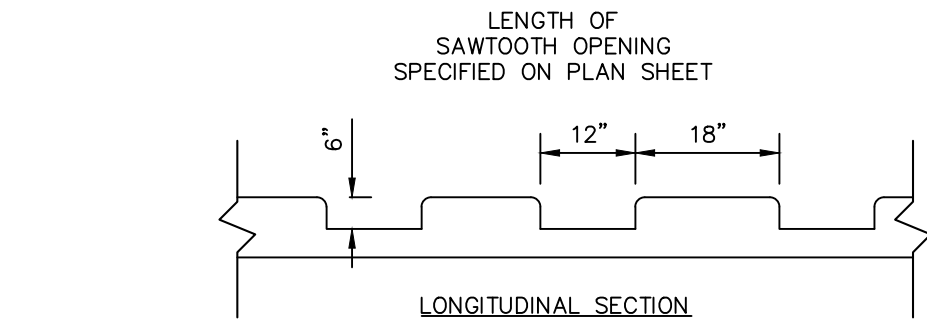 LENGTH OF
SAWTOOTH OPENING
SPECIFIED ON PLAN SHEET
6”
12”
18”
LONGITUDINAL SECTION